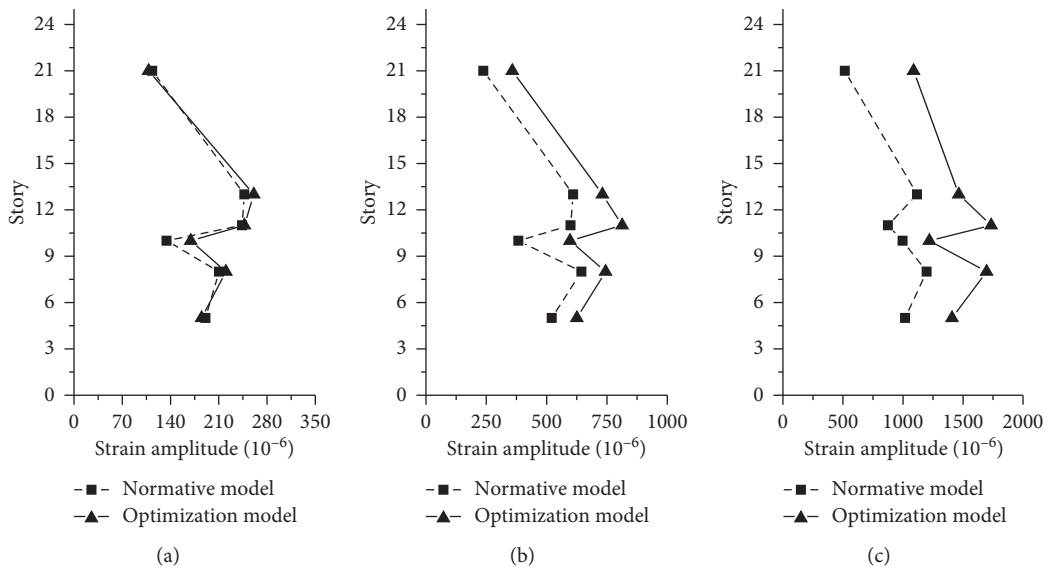 24
21
18
15
12
9
6
3
0
Story
0 70 140 210 280 350
Strain amplitude (10⁻⁶)
Normative model
Optimization model
(a)
24
21
18
15
12
9
6
3
0
Story
0 250 500 750 1000
Strain amplitude (10⁻⁶)
Normative model
Optimization model
(b)
24
21
18
15
12
9
6
3
0
Story
0 500 1000 1500 2000
Strain amplitude (10⁻⁶)
Normative model
Optimization model
(c)